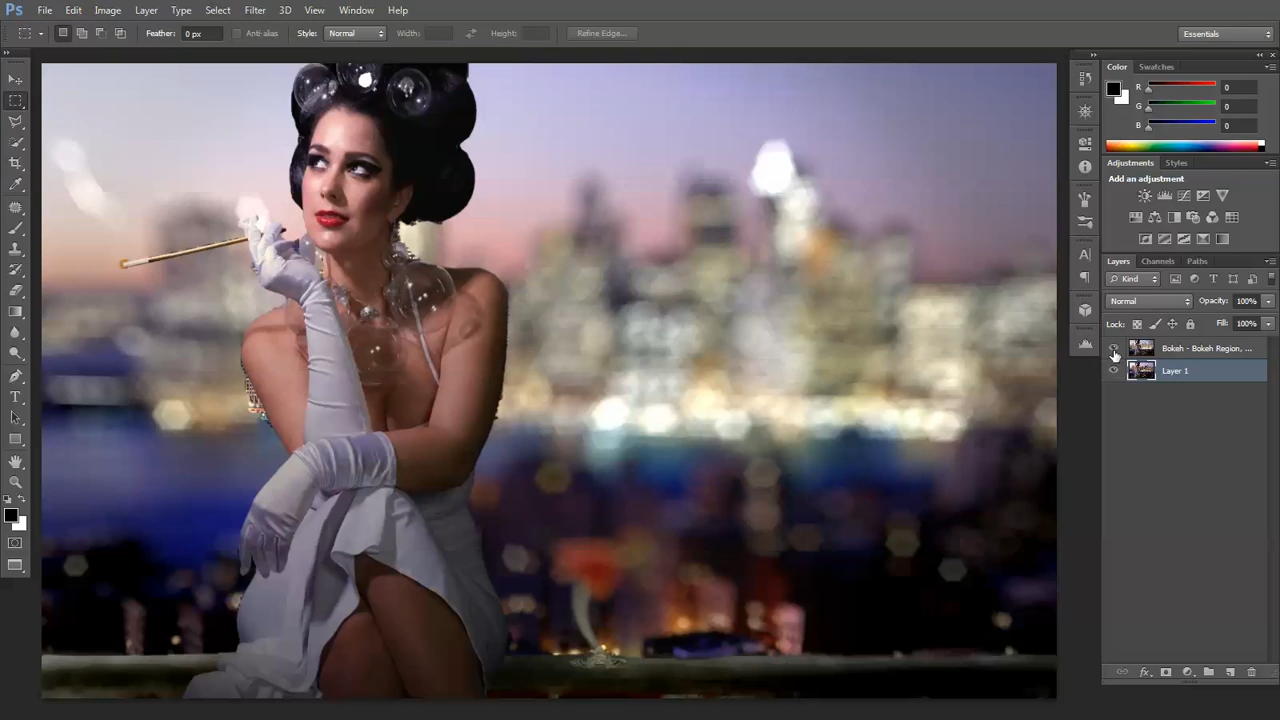 Ps File Edit Image Layer Type Select Filter 3D View Window Help
Feather: 0 px Anti-alias Style: Normal Width: Height: Refine Edge... Essentials
Color Swatches
R 0
G 0
B 0
Adjustments Styles
Add an adjustment
Layers Channels Paths
Kind
Normal Opacity: 100%
Lock: Fill: 100%
Bokeh - Bokeh Region, ...
Layer 1